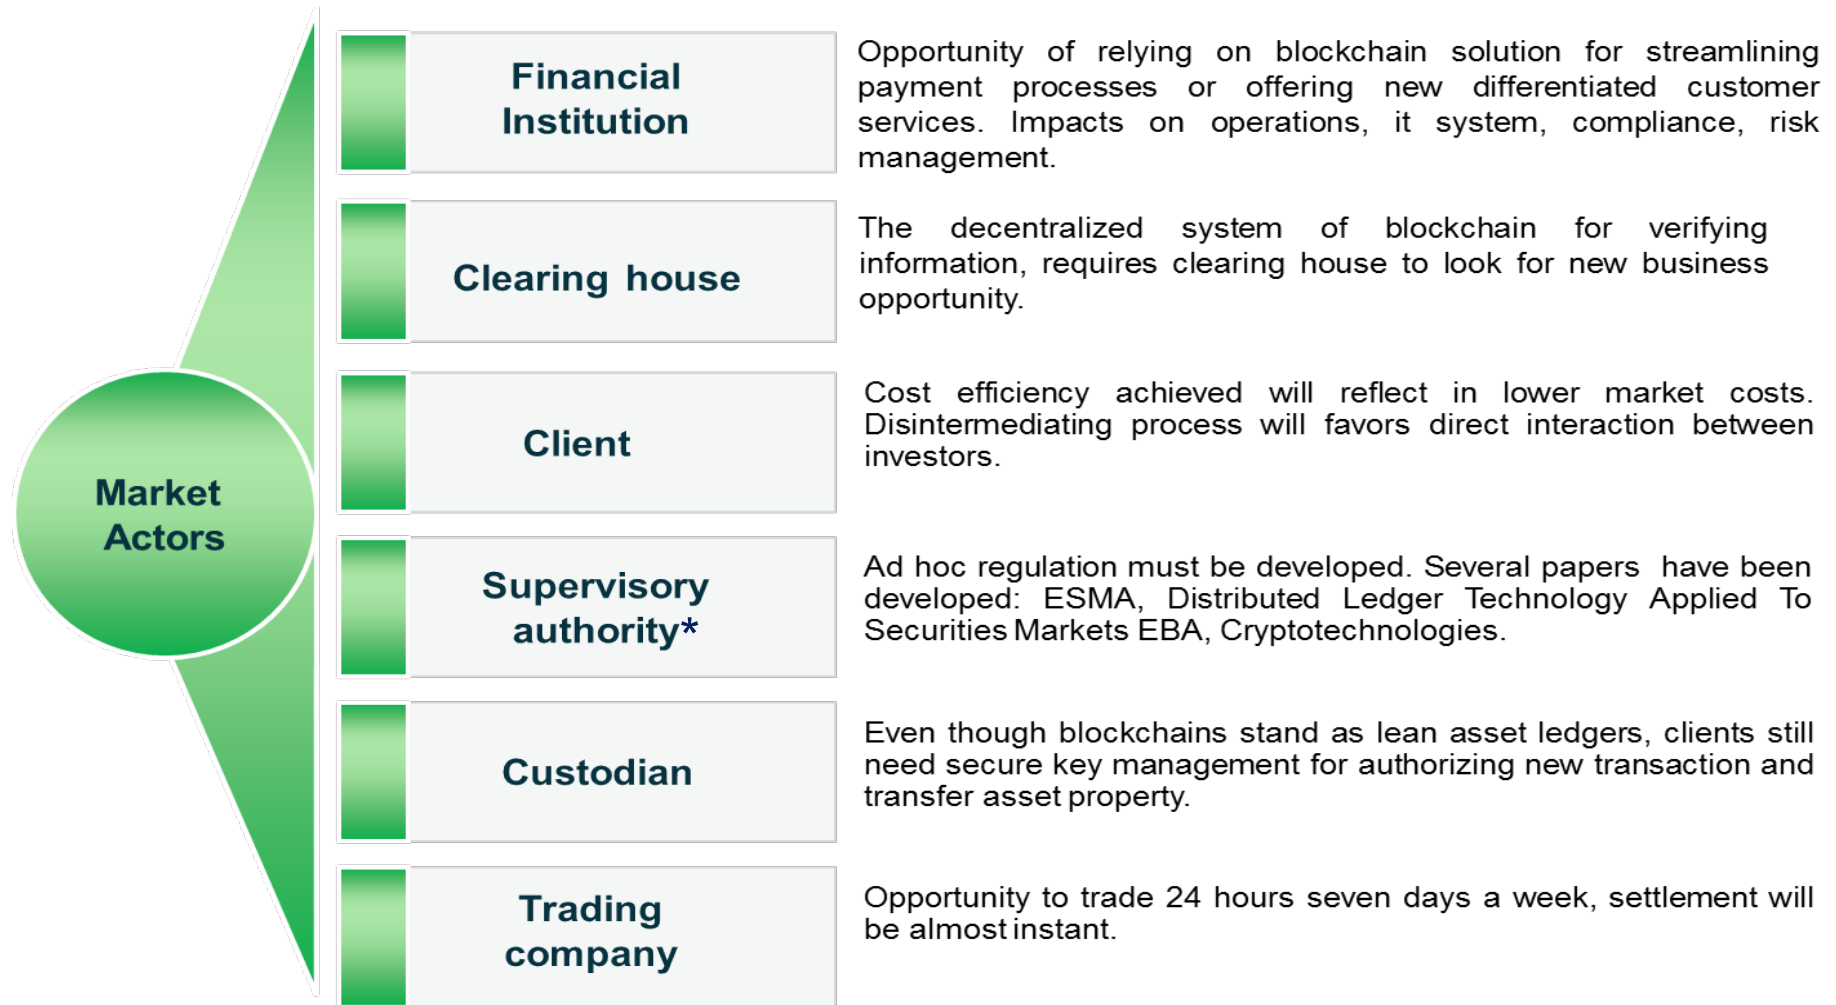 Market
Actors
Financial
Institution
Opportunity of relying on blockchain solution for streamlining
payment processes or offering new differentiated customer
services. Impacts on operations, it system, compliance, risk
management.
Clearing house
The decentralized system of blockchain for verifying
information, requires clearing house to look for new business
opportunity.
Client
Cost efficiency achieved will reflect in lower market costs.
Disintermediating process will favors direct interaction between
investors.
Supervisory
authority*
Ad hoc regulation must be developed. Several papers have been
developed: ESMA, Distributed Ledger Technology Applied To
Securities Markets EBA, Cryptotechnologies.
Custodian
Even though blockchains stand as lean asset ledgers, clients still
need secure key management for authorizing new transaction and
transfer asset property.
Trading
company
Opportunity to trade 24 hours seven days a week, settlement will
be almost instant.